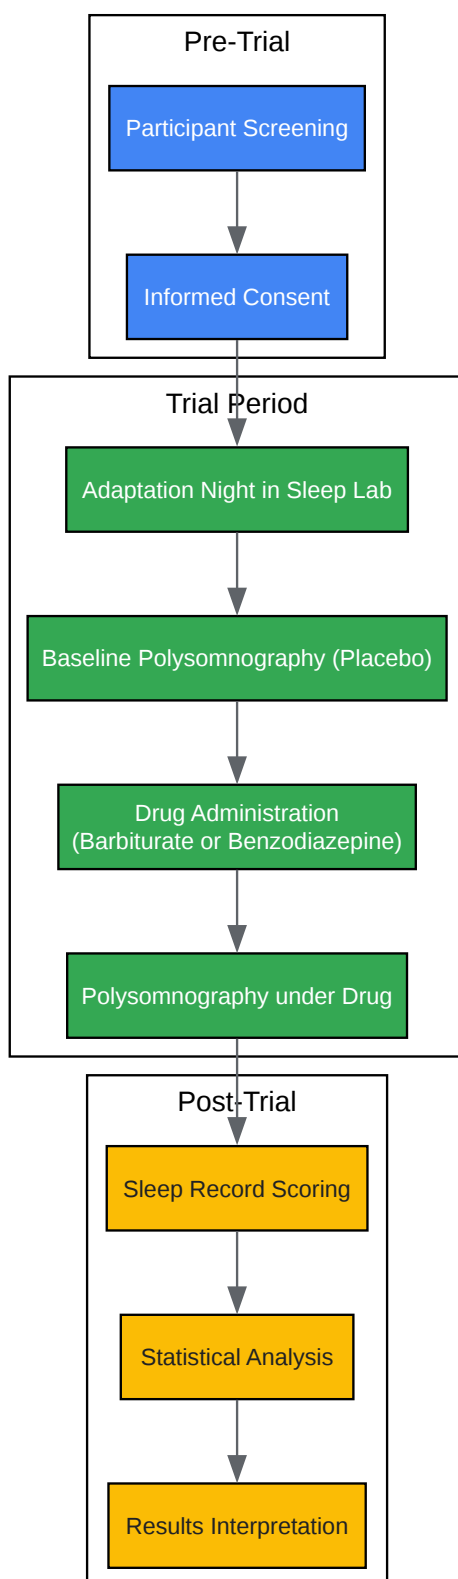 Pre-Trial
Participant Screening
Informed Consent
Trial Period
Adaptation Night in Sleep Lab
Baseline Polysomnography (Placebo)
Drug Administration
(Barbiturate or Benzodiazepine)
Polysomnography under Drug
Post-Trial
Sleep Record Scoring
Statistical Analysis
Results Interpretation